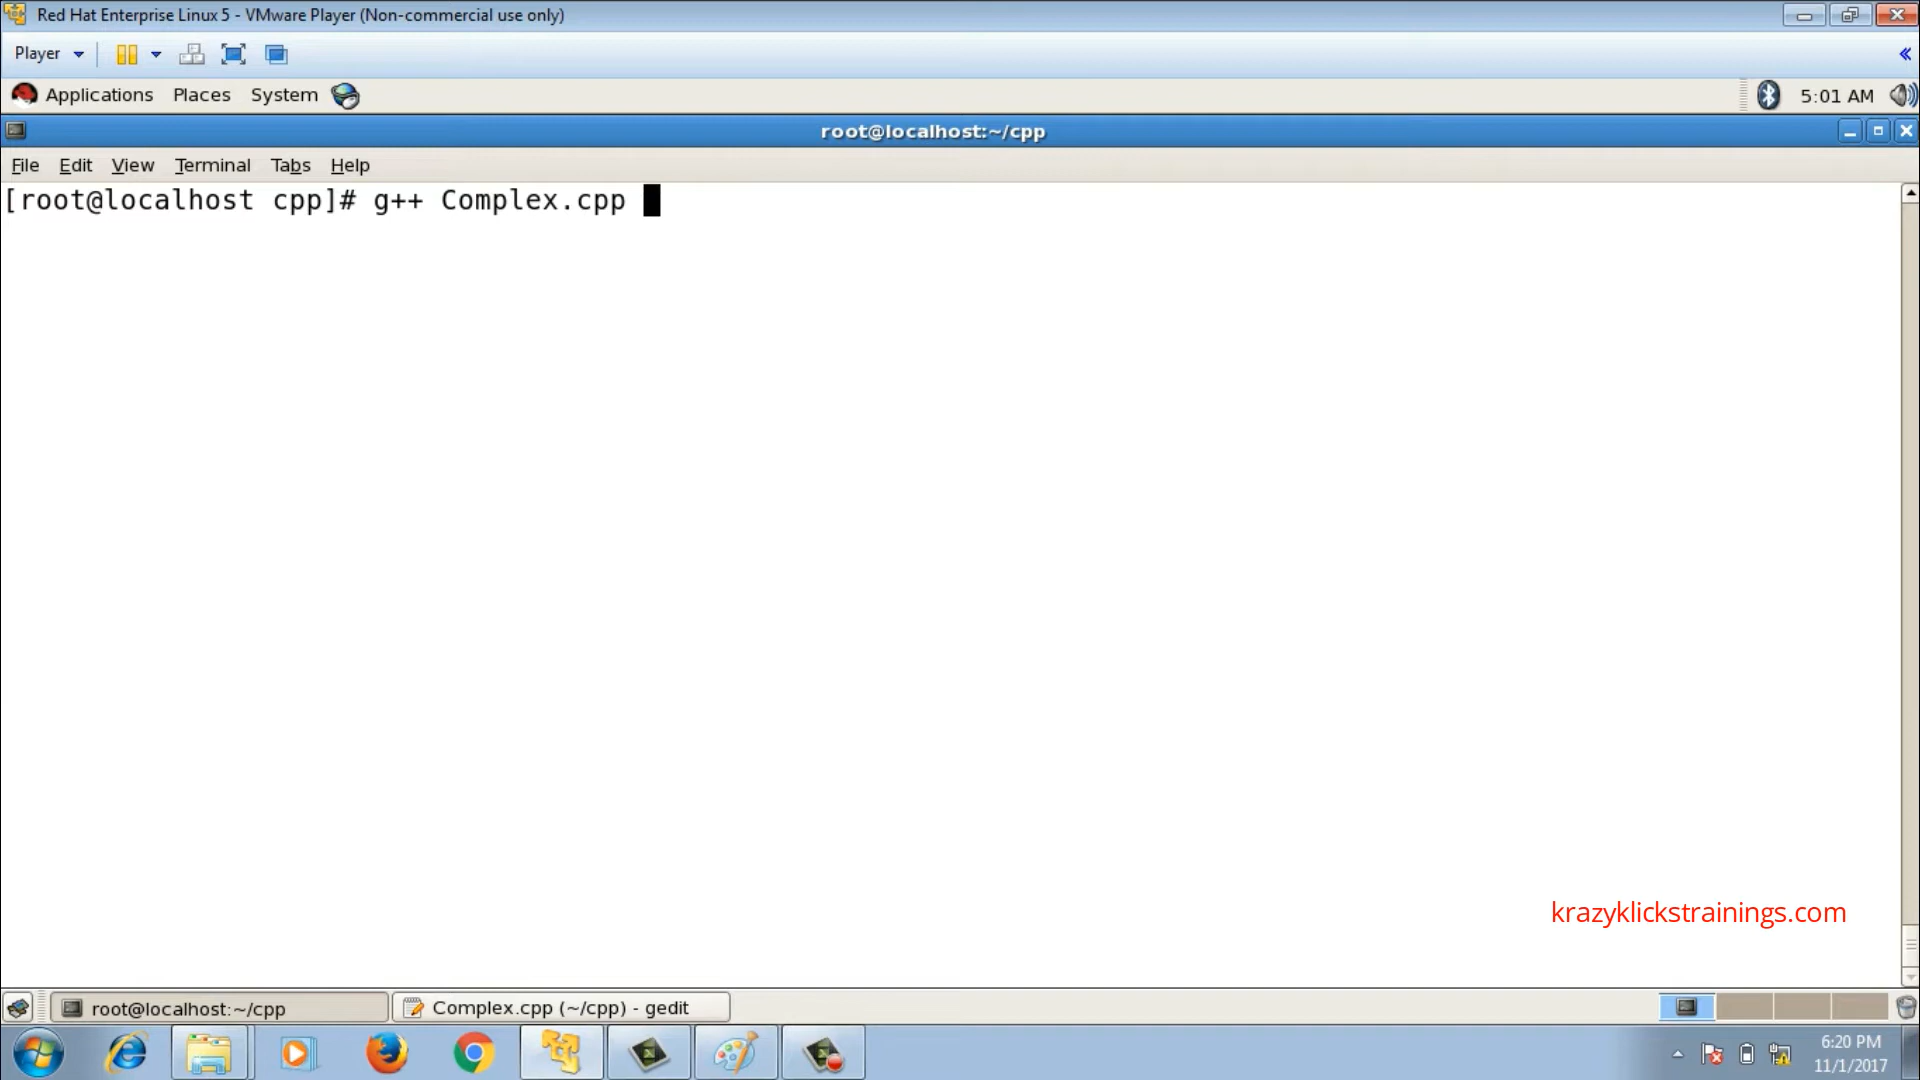 Red Hat Enterprise Linux 5 - VMware Player (Non-commercial use only)
Player
Applications Places System
5:01 AM
root@localhost:~/cpp
File Edit View Terminal Tabs Help
[root@localhost cpp]# g++ Complex.cpp
krazyklickstrainings.com
root@localhost:~/cpp
Complex.cpp (~/cpp) - gedit
6:20 PM
11/1/2017